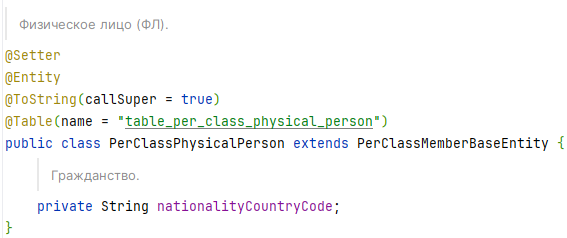 Физическое лицо (ФЛ).
@Setter
@Entity
@ToString(callSuper = true)
@Table(name = "table_per_class_physical_person")
public class PerClassPhysicalPerson extends PerClassMemberBaseEntity {
Гражданство.
private String nationalityCountryCode;
}